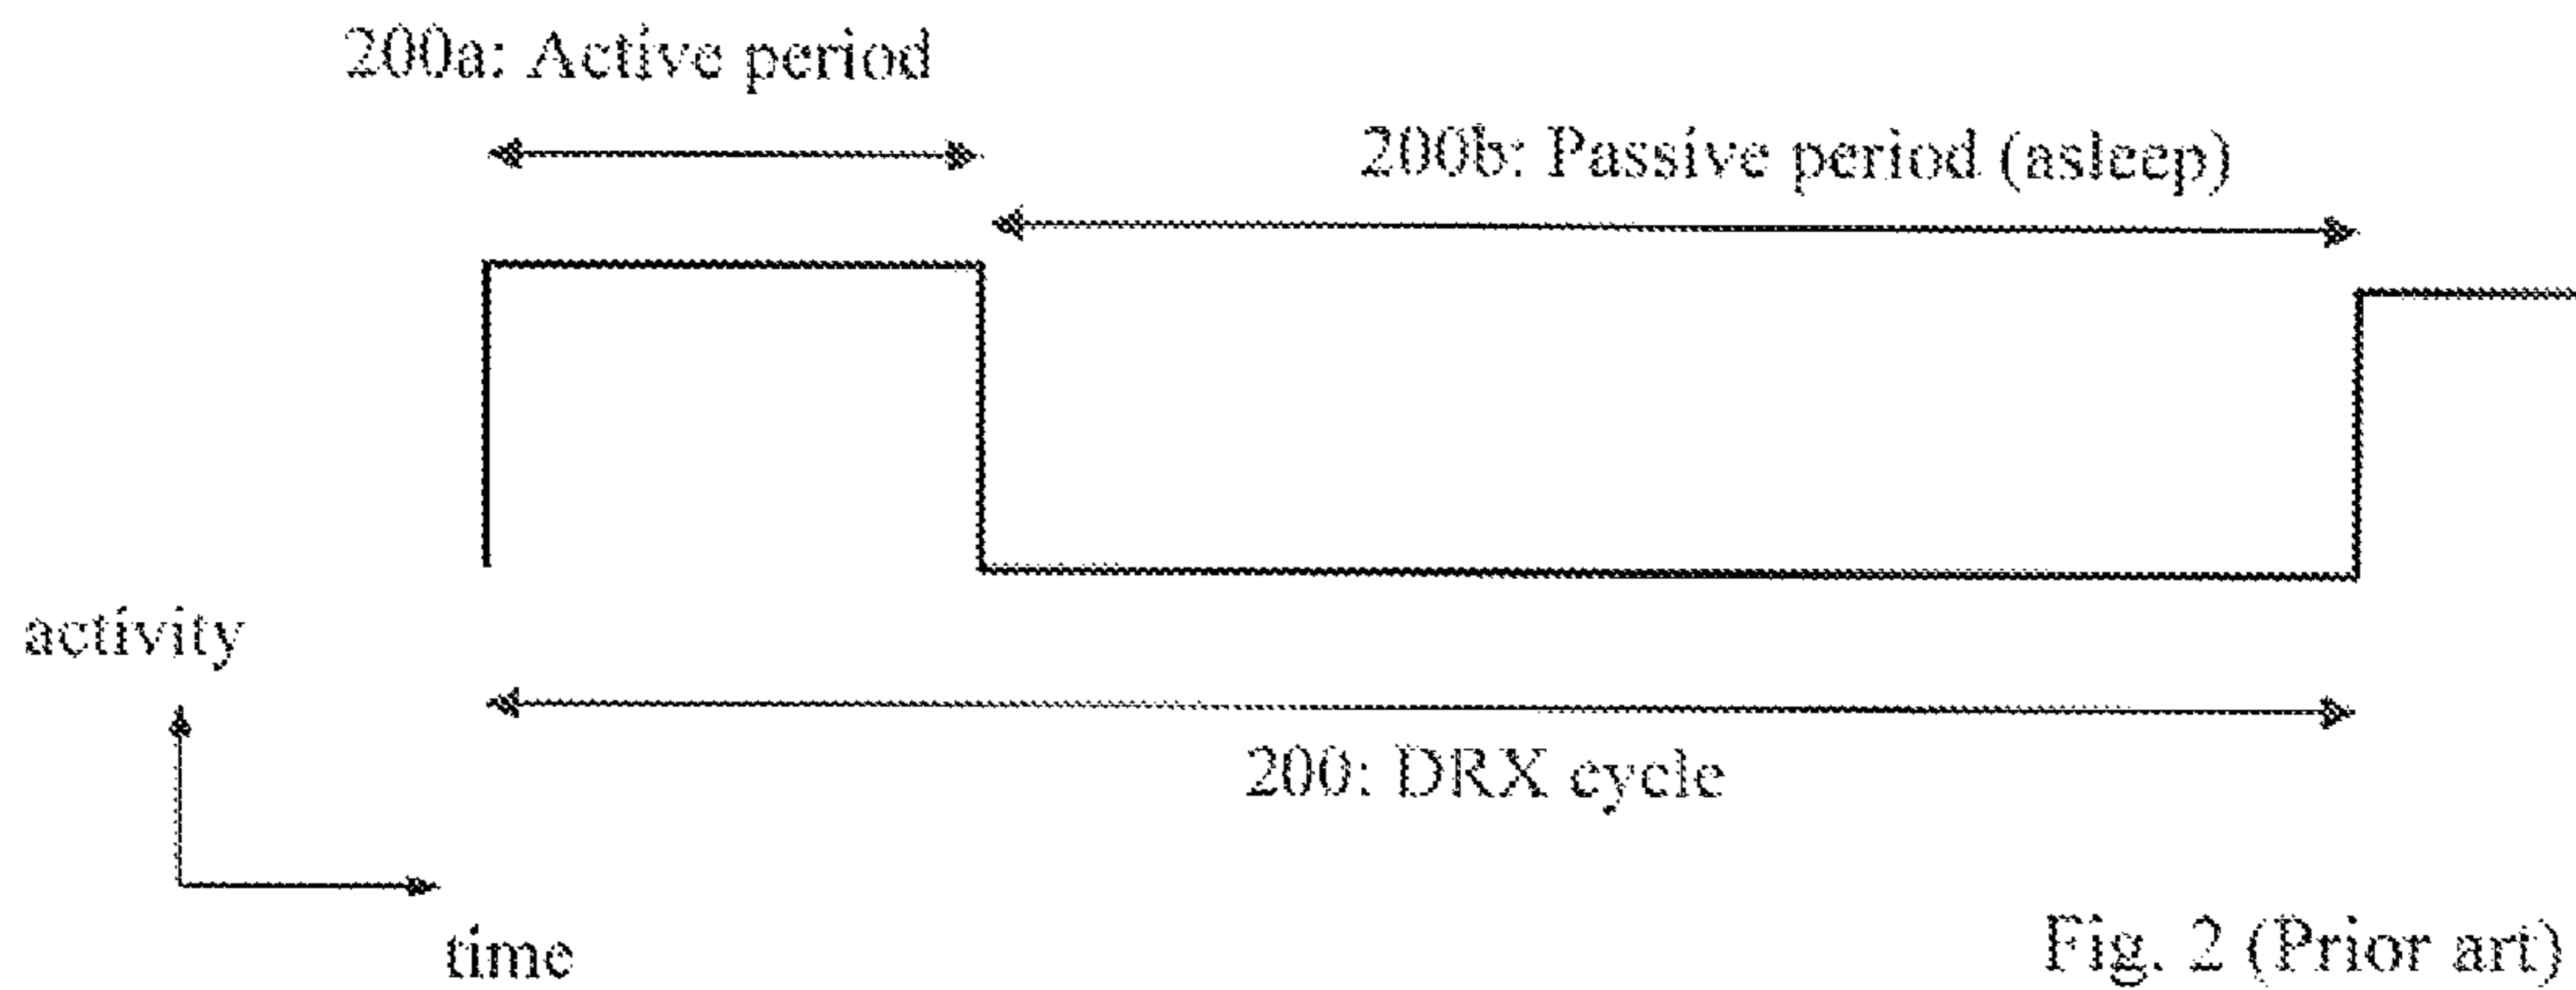 200a: Active period
200b: Passive period (asleep)
activity
200: DRX cycle
time
Fig. 2 (Prior art)